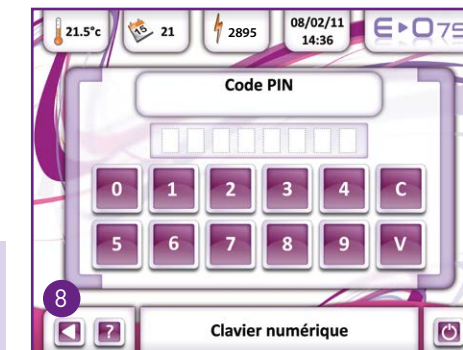 21.5°c
15
21
2895
08/02/11
14:36
E▸O 75
Code PIN
0 1 2 3 4 C
5 6 7 8 9 V
8
?
Clavier numérique